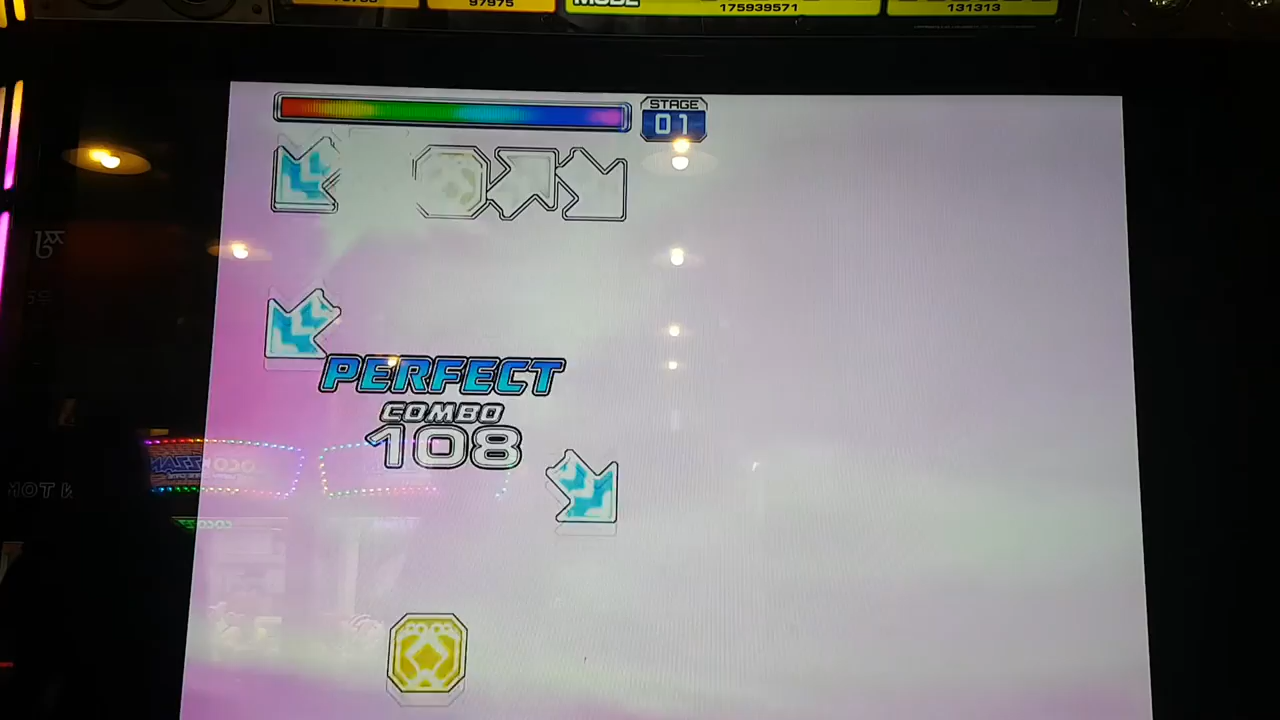 97975
MODE
175939571
131313
STAGE
01
PERFECT
COMBO
108